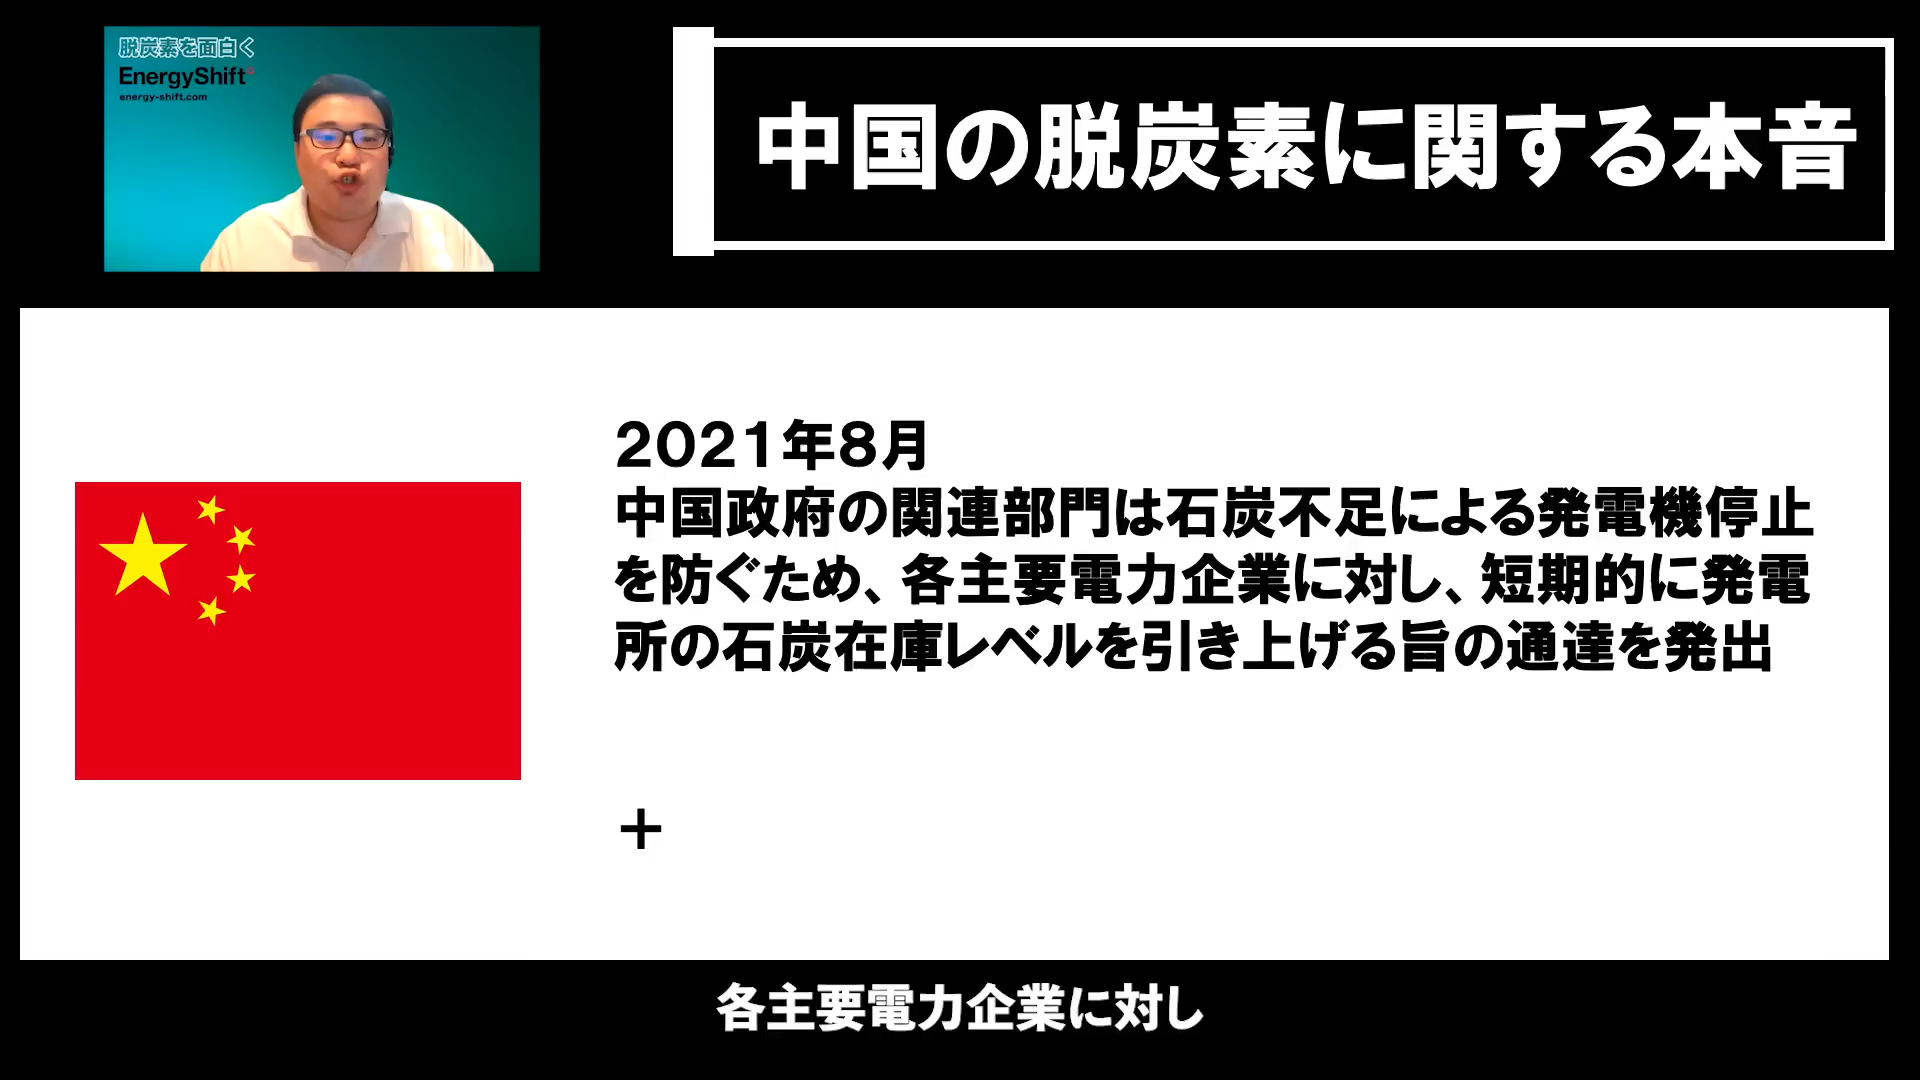 脱炭素を面白く
EnergyShift
energy-shift.com
中国の脱炭素に関する本音
2021年8月
中国政府の関連部門は石炭不足による発電機停止
を防ぐため、各主要電力企業に対し、短期的に発電
所の石炭在庫レベルを引き上げる旨の通達を発出
＋
各主要電力企業に対し